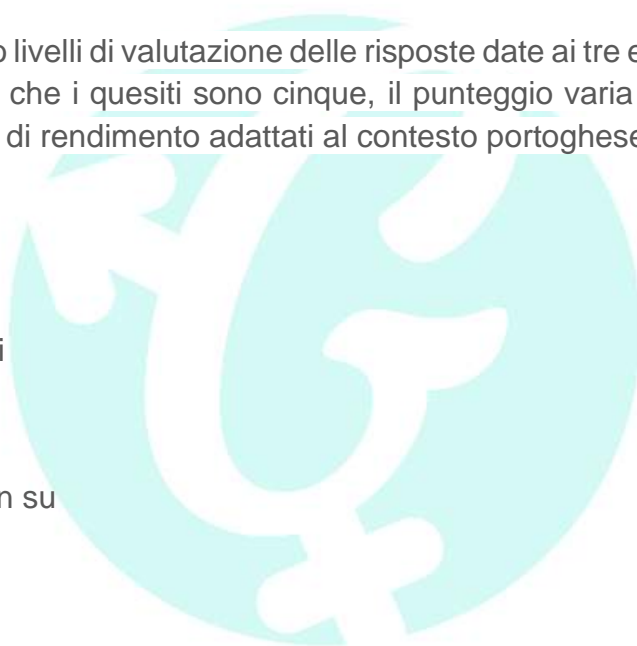 livelli di valutazione delle risposte date ai tre
che i quesiti sono cinque, il punteggio varia
di rendimento adattati al contesto portoghese
i
n su